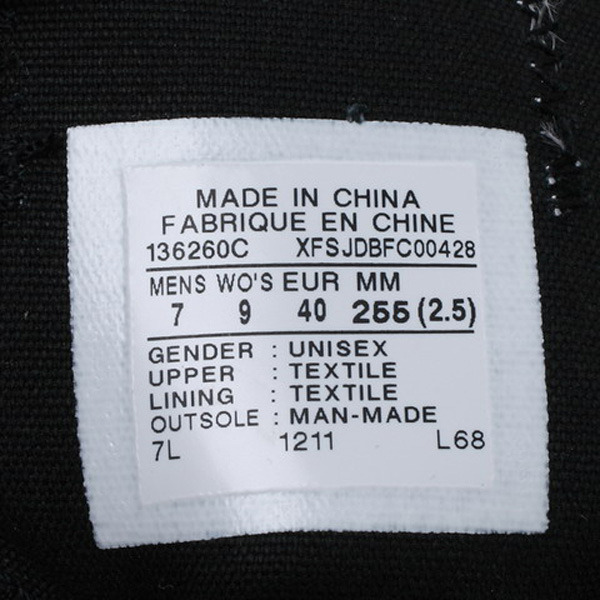 MADE IN CHINA
FABRIQUE EN CHINE
136260C XFSJDBFC00428
MENS WO'S EUR MM
7 9 40 255 (2.5)
GENDER : UNISEX
UPPER : TEXTILE
LINING : TEXTILE
OUTSOLE : MAN-MADE
7L 1211 L68